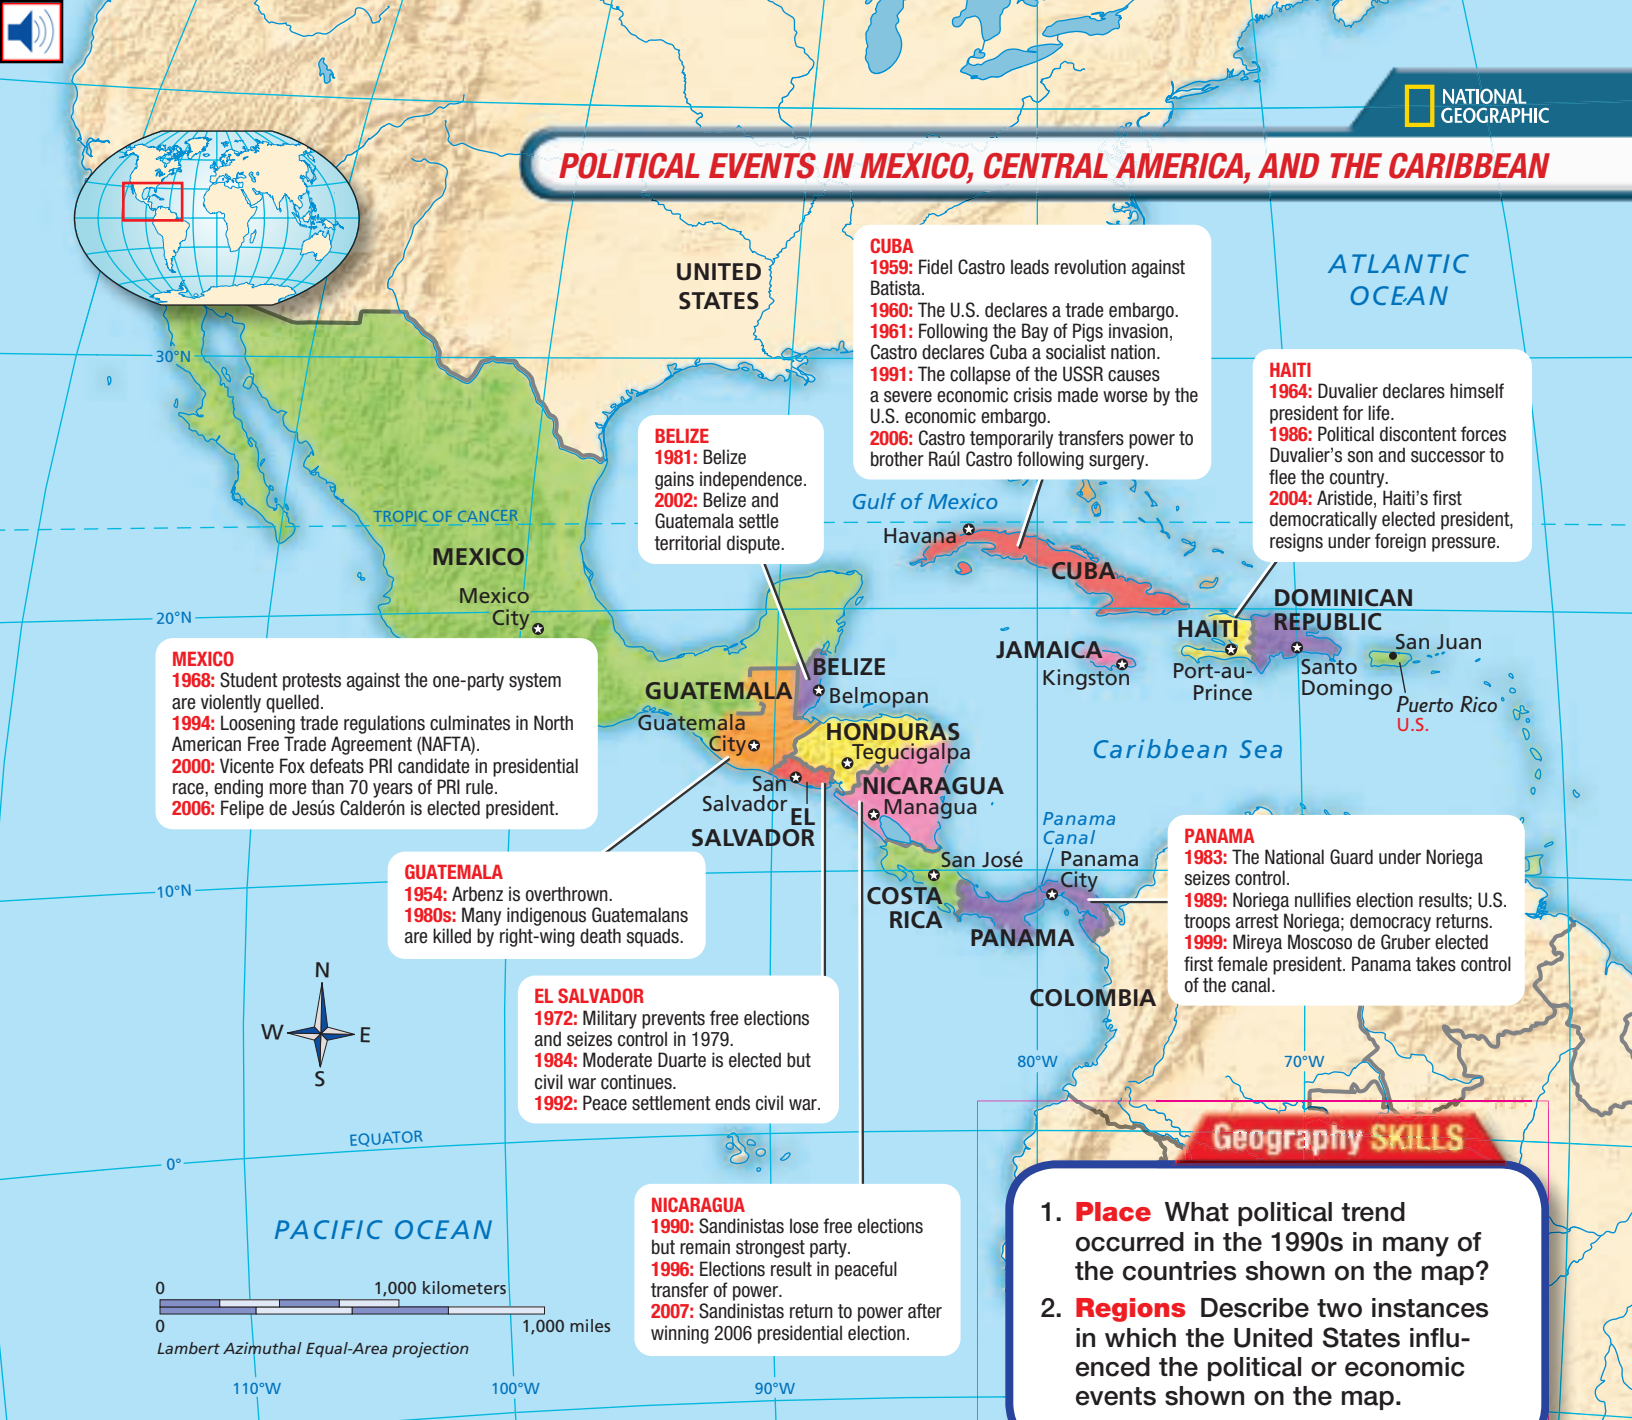 NATIONAL
GEOGRAPHIC
POLITICAL EVENTS IN MEXICO, CENTRAL AMERICA, AND THE CARIBBEAN
UNITED
STATES
ATLANTIC
OCEAN
CUBA
1959: Fidel Castro leads revolution against
Batista.
1960: The U.S. declares a trade embargo.
1961: Following the Bay of Pigs invasion,
Castro declares Cuba a socialist nation.
1991: The collapse of the USSR causes
a severe economic crisis made worse by the
U.S. economic embargo.
2006: Castro temporarily transfers power to
brother Raúl Castro following surgery.
30°N
HAITI
1964: Duvalier declares himself
president for life.
1986: Political discontent forces
Duvalier's son and successor to
flee the country.
2004: Aristide, Haiti's first
democratically elected president,
resigns under foreign pressure.
BELIZE
1981: Belize
gains independence.
2002: Belize and
Guatemala settle
territorial dispute.
Gulf of Mexico
TROPIC OF CANCER
Havana
MEXICO
CUBA
Mexico
City
20°N
DOMINICAN
REPUBLIC
HAITI
JAMAICA
Kingston
Port-au-
Prince
Santo
Domingo
San Juan
Puerto Rico
U.S.
MEXICO
1968: Student protests against the one-party system
are violently quelled.
1994: Loosening trade regulations culminates in North
American Free Trade Agreement (NAFTA).
2000: Vicente Fox defeats PRI candidate in presidential
race, ending more than 70 years of PRI rule.
2006: Felipe de Jesús Calderón is elected president.
BELIZE
Belmopan
GUATEMALA
Guatemala
City
HONDURAS
Tegucigalpa
Caribbean Sea
NICARAGUA
Managua
San
Salvador
EL
SALVADOR
Panama
Canal
San José
Panama
City
COSTA
RICA
PANAMA
PANAMA
1983: The National Guard under Noriega
seizes control.
1989: Noriega nullifies election results; U.S.
troops arrest Noriega; democracy returns.
1999: Mireya Moscoso de Gruber elected
first female president. Panama takes control
of the canal.
GUATEMALA
1954: Arbenz is overthrown.
1980s: Many indigenous Guatemalans
are killed by right-wing death squads.
10°N
COLOMBIA
N
W
E
S
EL SALVADOR
1972: Military prevents free elections
and seizes control in 1979.
1984: Moderate Duarte is elected but
civil war continues.
1992: Peace settlement ends civil war.
80°W
70°W
EQUATOR
0°
PACIFIC OCEAN
NICARAGUA
1990: Sandinistas lose free elections
but remain strongest party.
1996: Elections result in peaceful
transfer of power.
2007: Sandinistas return to power after
winning 2006 presidential election.
0
1,000 kilometers
0
1,000 miles
Lambert Azimuthal Equal-Area projection
110°W
100°W
90°W
Geography SKILLS
1. Place What political trend
occurred in the 1990s in many of
the countries shown on the map?
2. Regions Describe two instances
in which the United States influ-
enced the political or economic
events shown on the map.